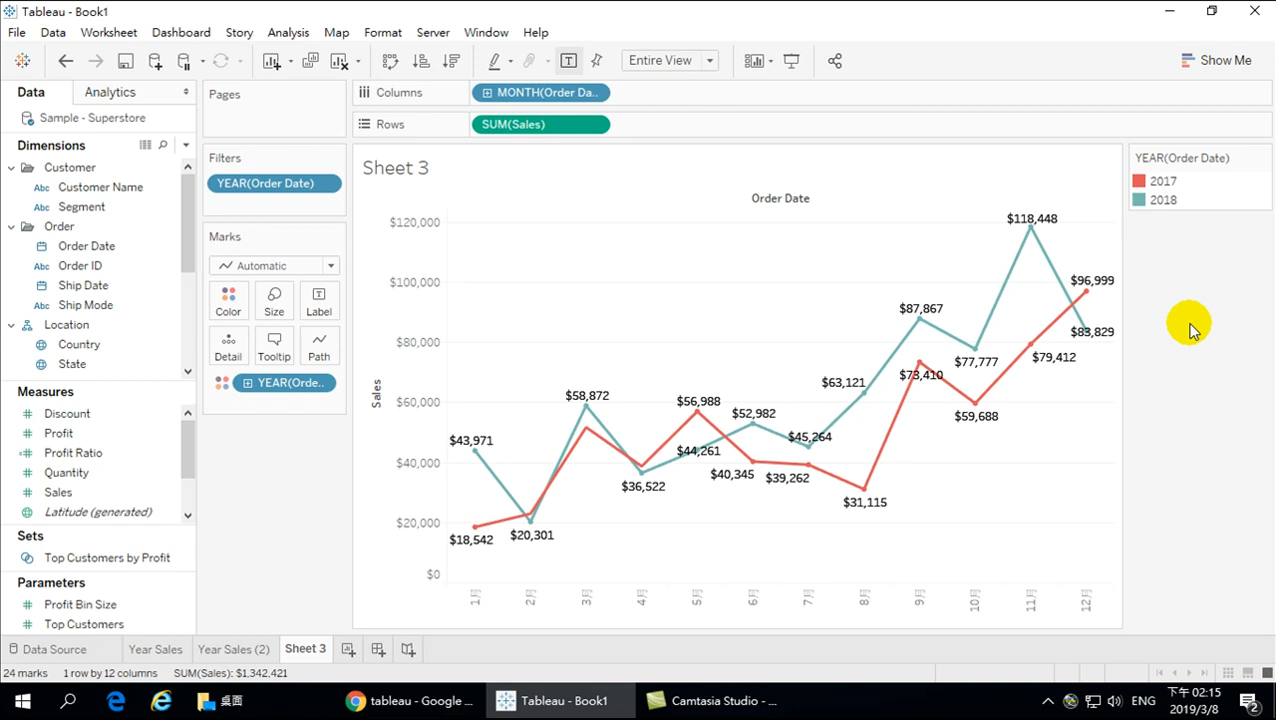 Tableau - Book1
File Data Worksheet Dashboard Story Analysis Map Format Server Window Help
Entire View
Show Me
Data Analytics
Sample - Superstore
Dimensions
Customer
Abc Customer Name
Abc Segment
Order
Order Date
Abc Order ID
Ship Date
Abc Ship Mode
Location
Country
State
Measures
# Discount
# Profit
=# Profit Ratio
# Quantity
# Sales
Latitude (generated)
Sets
Top Customers by Profit
Parameters
# Profit Bin Size
# Top Customers
Pages
Filters
YEAR(Order Date)
Marks
Automatic
Color Size Label
Detail Tooltip Path
YEAR(Orde..
Columns MONTH(Order Da..
Rows SUM(Sales)
Sheet 3
Order Date
Sales
$120,000
$100,000
$80,000
$60,000
$40,000
$20,000
$0
$118,448
$96,999
$87,867
$83,829
$77,777
$79,412
$73,410
$63,121
$58,872
$56,988
$52,982
$59,688
$43,971
$44,261
$45,264
$36,522
$40,345
$39,262
$31,115
$18,542
$20,301
1月 2月 3月 4月 5月 6月 7月 8月 9月 10月 11月 12月
YEAR(Order Date)
2017
2018
Data Source Year Sales Year Sales (2) Sheet 3
24 marks 1 row by 12 columns SUM(Sales): $1,342,421
桌面 tableau - Google ... Tableau - Book1 Camtasia Studio - ...
ENG
下午 02:15
2019/3/8
2